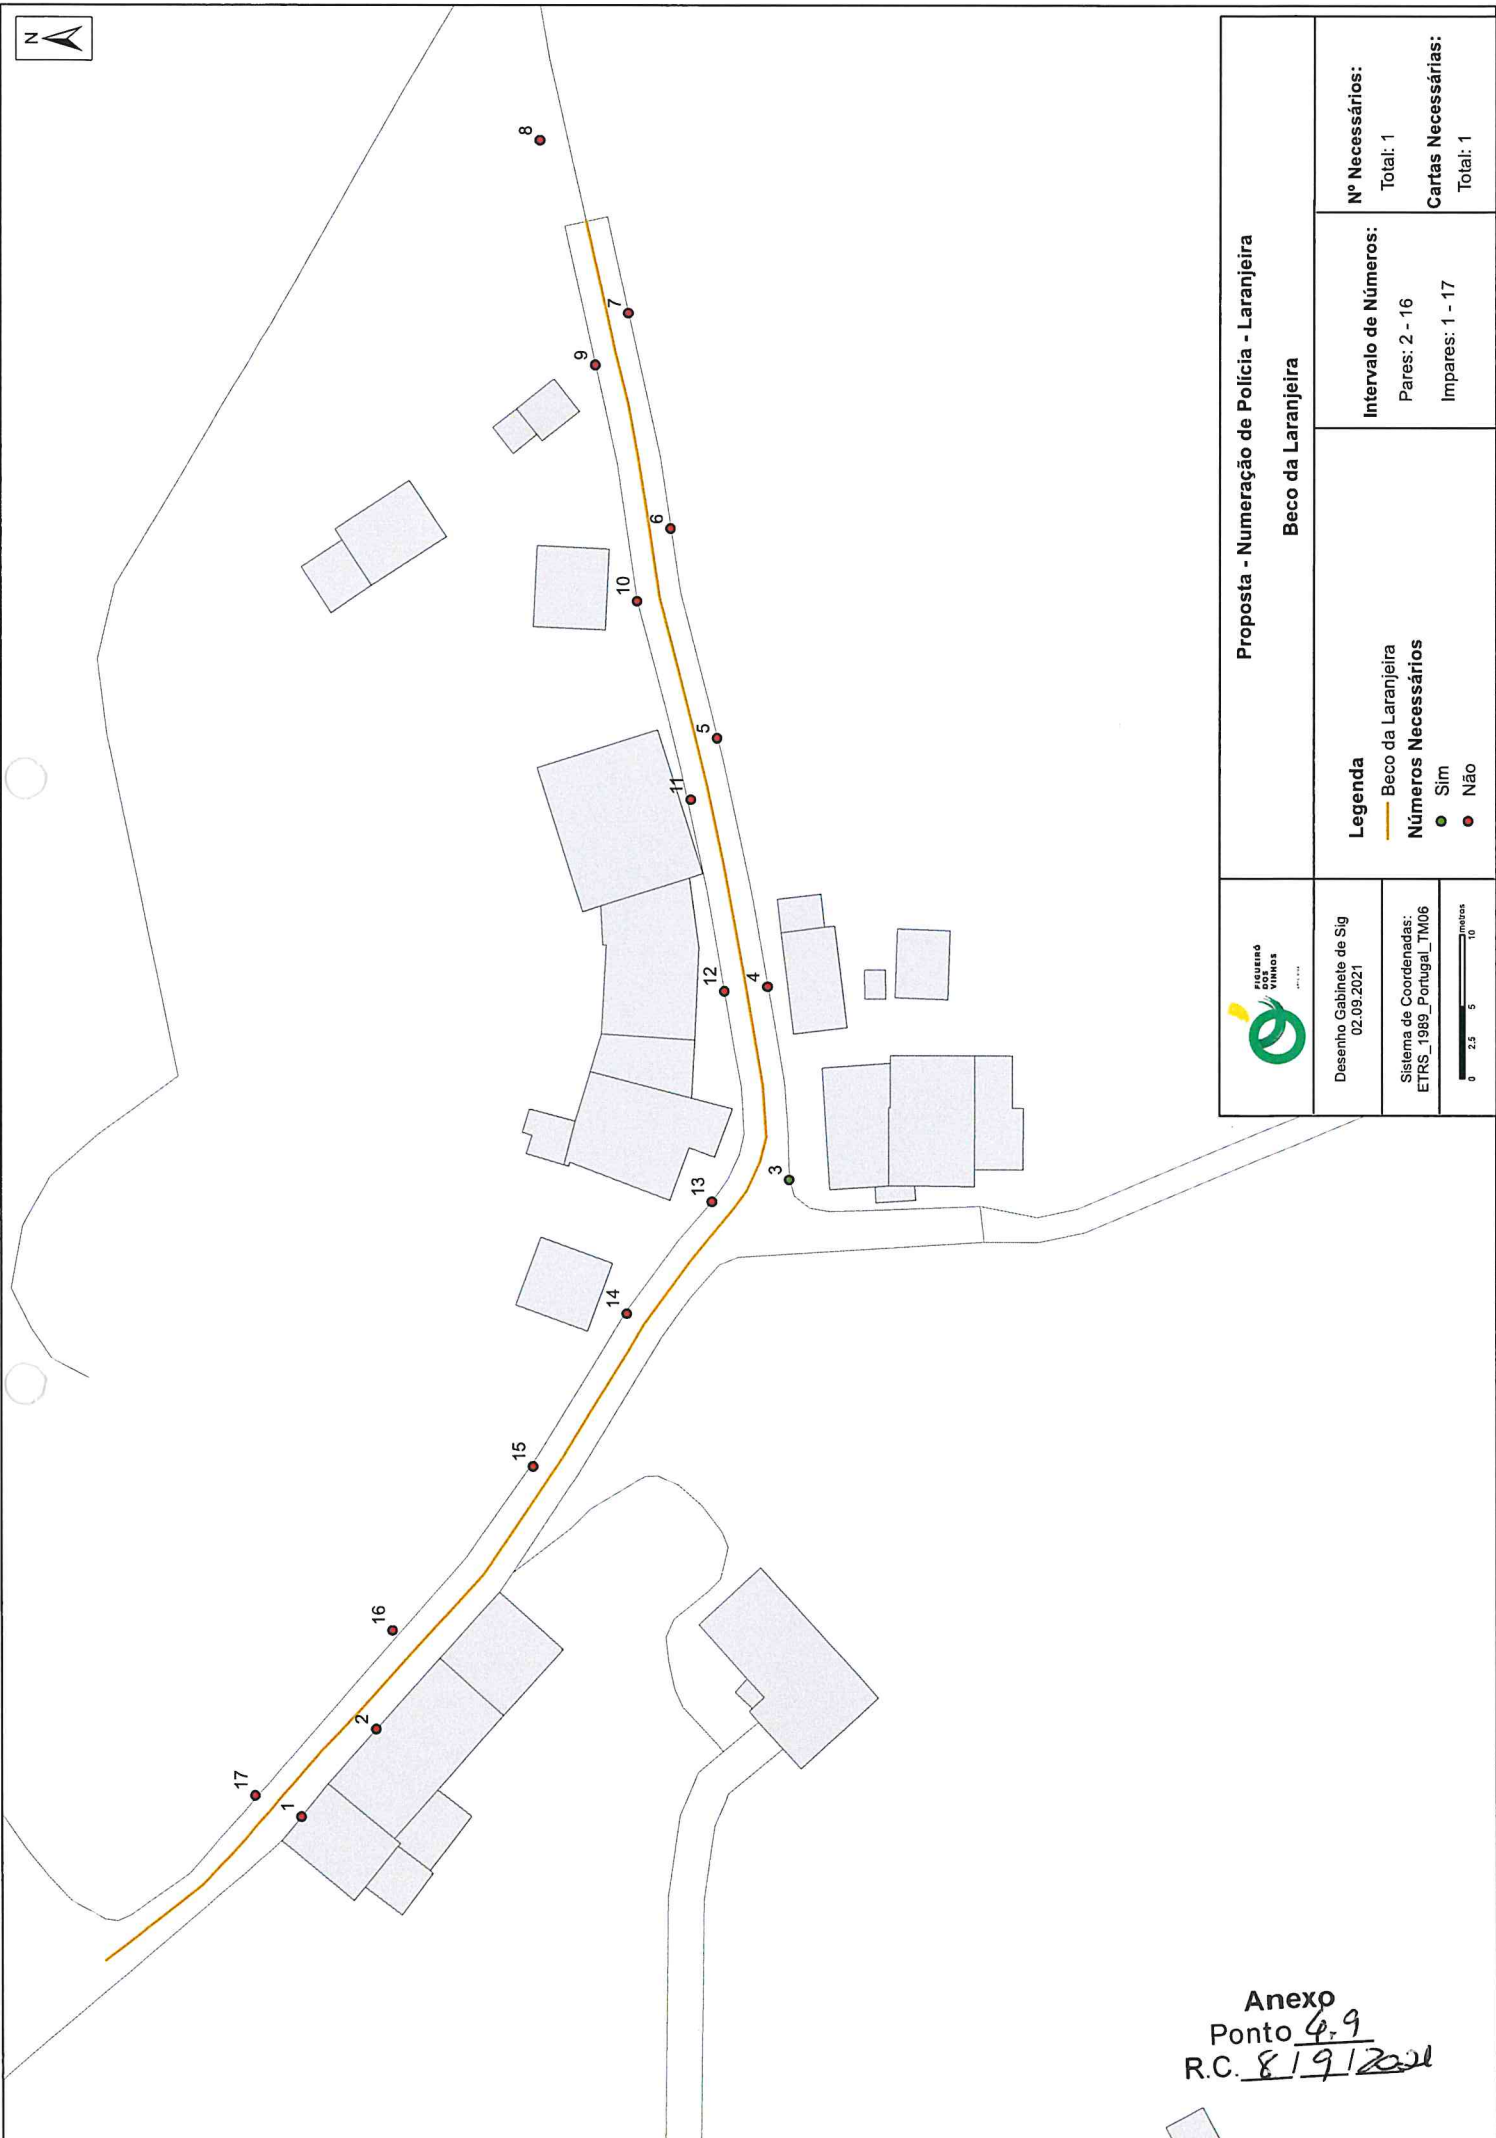 N
8
7
9
6
10
5
11
4
12
3
13
14
15
16
2
17
1
Proposta - Numeração de Polícia - Laranjeira
Beco da Laranjeira
Legenda
Beco da Laranjeira
Números Necessários
Sim
Não
Intervalo de Números:
Pares: 2 - 16
Impares: 1 - 17
Nº Necessários:
Total: 1
Cartas Necessárias:
Total: 1
FIGUEIRÓ
DOS
VINHOS
Desenho Gabinete de Sig
02.09.2021
Sistema de Coordenadas:
ETRS_1989_Portugal_TM06
0 2.5 5 10 metros
Anexo
Ponto 4.9
R.C. 8/9/2021